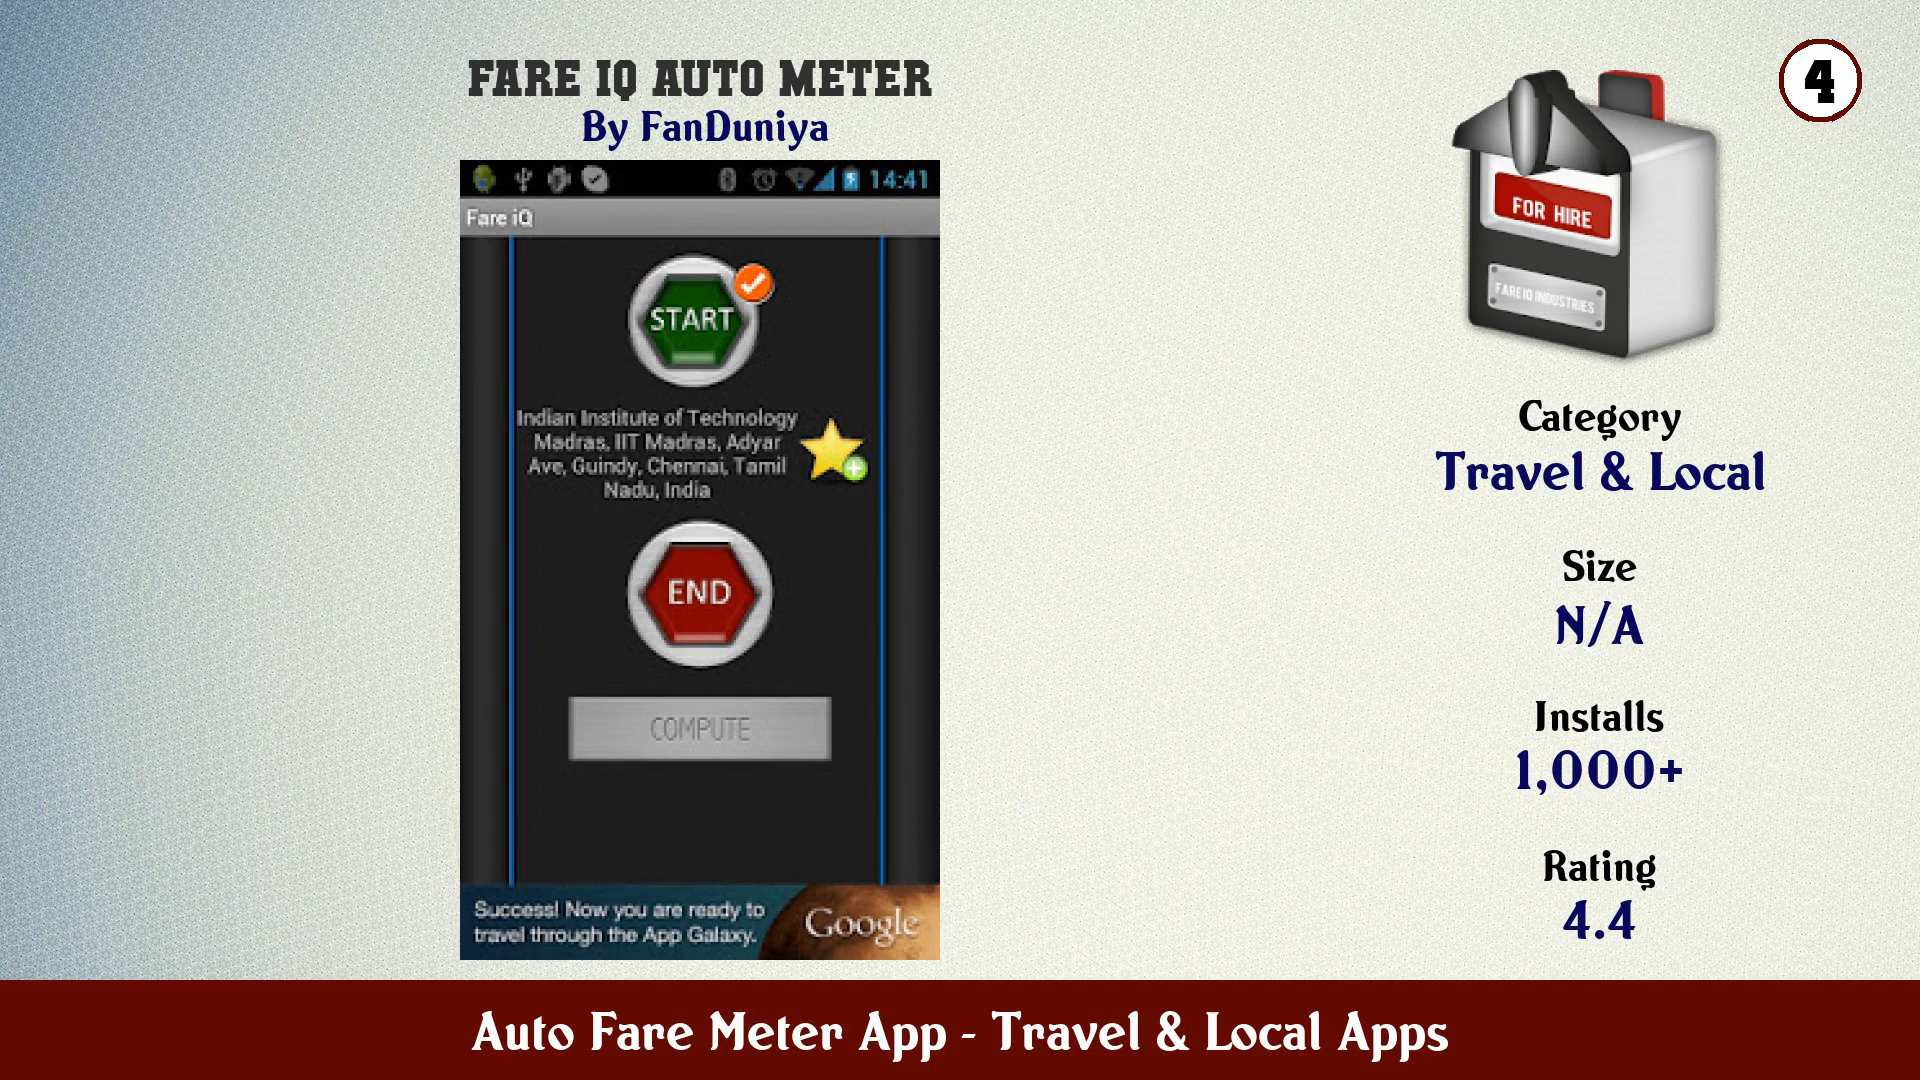 FARE IQ AUTO METER
By FanDuniya
4
14:41
Fare iQ
START
Indian Institute of Technology
Madras, IIT Madras, Adyar
Ave, Guindy, Chennai, Tamil
Nadu, India
END
COMPUTE
Success! Now you are ready to
travel through the App Galaxy.
Google
FOR HIRE
FARE IQ INDUSTRIES
Category
Travel & Local
Size
N/A
Installs
1,000+
Rating
4.4
Auto Fare Meter App - Travel & Local Apps